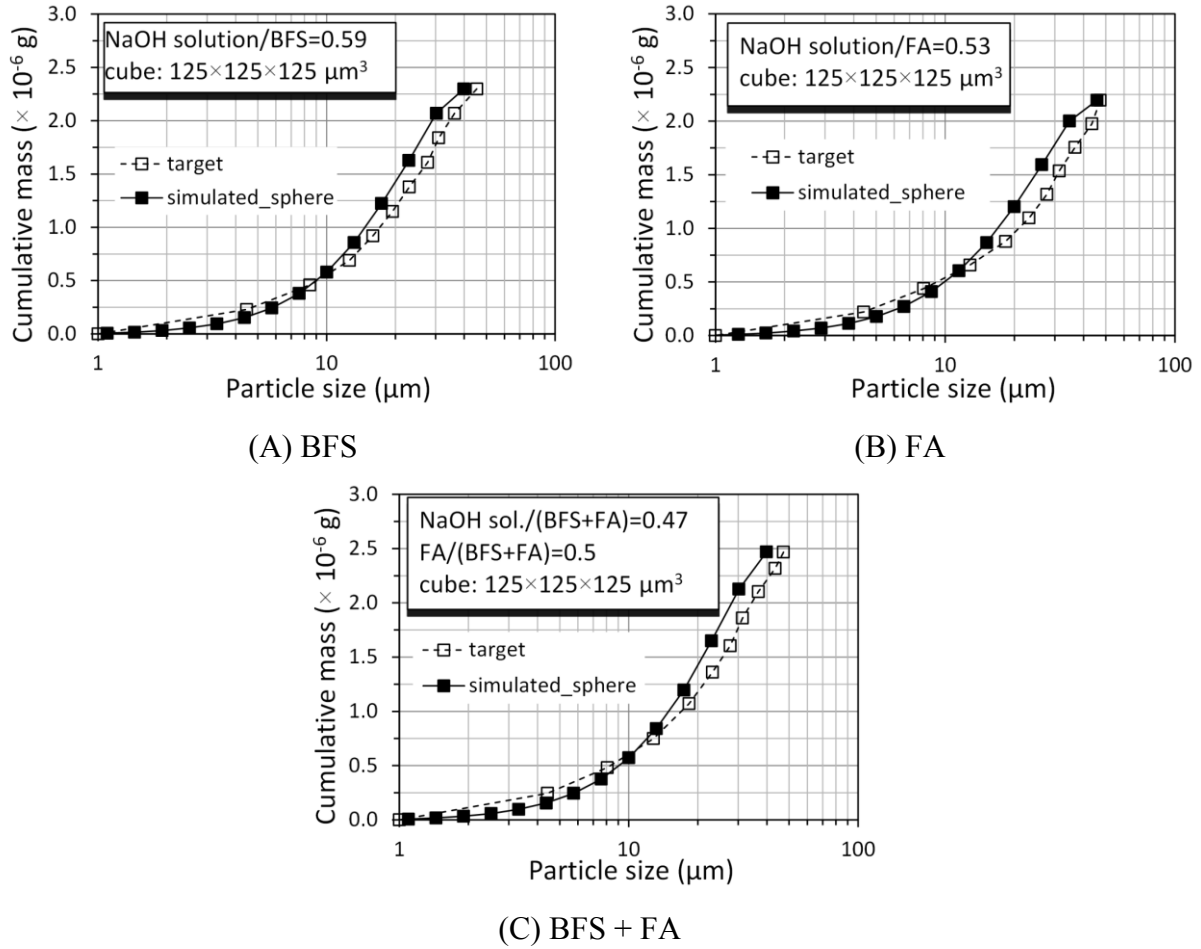 3.0
2.5
2.0
1.5
1.0
0.5
0.0
Cumulative mass (× 10⁻⁶ g)
NaOH solution/BFS=0.59
cube: 125×125×125 µm³
target
simulated_sphere
1
10
100
Particle size (µm)
(A) BFS
3.0
2.5
2.0
1.5
1.0
0.5
0.0
Cumulative mass (× 10⁻⁶ g)
NaOH solution/FA=0.53
cube: 125×125×125 µm³
target
simulated_sphere
1
10
100
Particle size (µm)
(B) FA
3.0
2.5
2.0
1.5
1.0
0.5
0.0
Cumulative mass (× 10⁻⁶ g)
NaOH sol./(BFS+FA)=0.47
FA/(BFS+FA)=0.5
cube: 125×125×125 µm³
target
simulated_sphere
1
10
100
Particle size (µm)
(C) BFS + FA